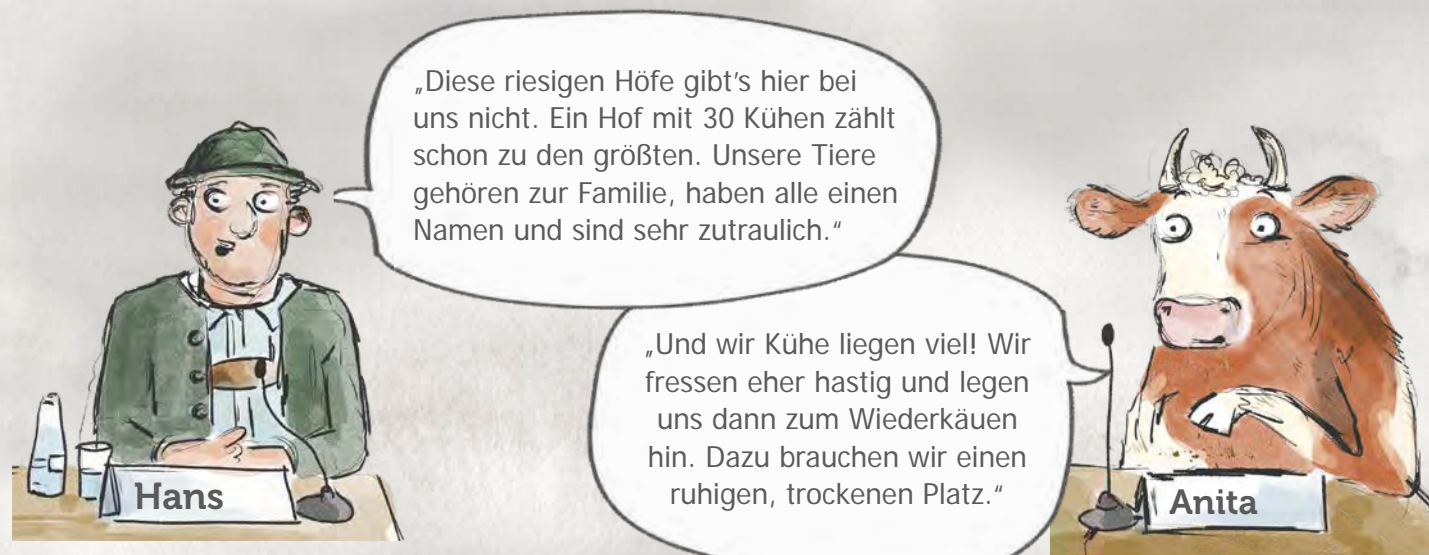 „Diese riesigen Höfe gibt's hier bei
uns nicht. Ein Hof mit 30 Kühen zählt
schon zu den größten. Unsere Tiere
gehören zur Familie, haben alle einen
Namen und sind sehr zutraulich.“
„Und wir Kühe liegen viel! Wir
fressen eher hastig und legen
uns dann zum Wiederkäuen
hin. Dazu brauchen wir einen
ruhigen, trockenen Platz.“
Hans
Anita